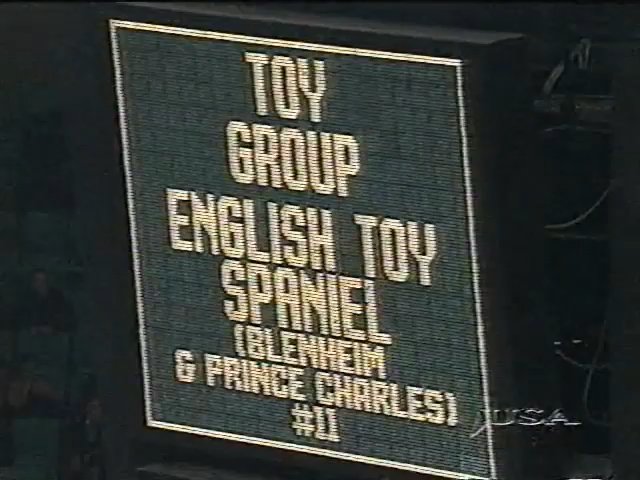 TOY
GROUP
ENGLISH TOY
SPANIEL
(BLENHEIM
& PRINCE CHARLES)
#11
USA